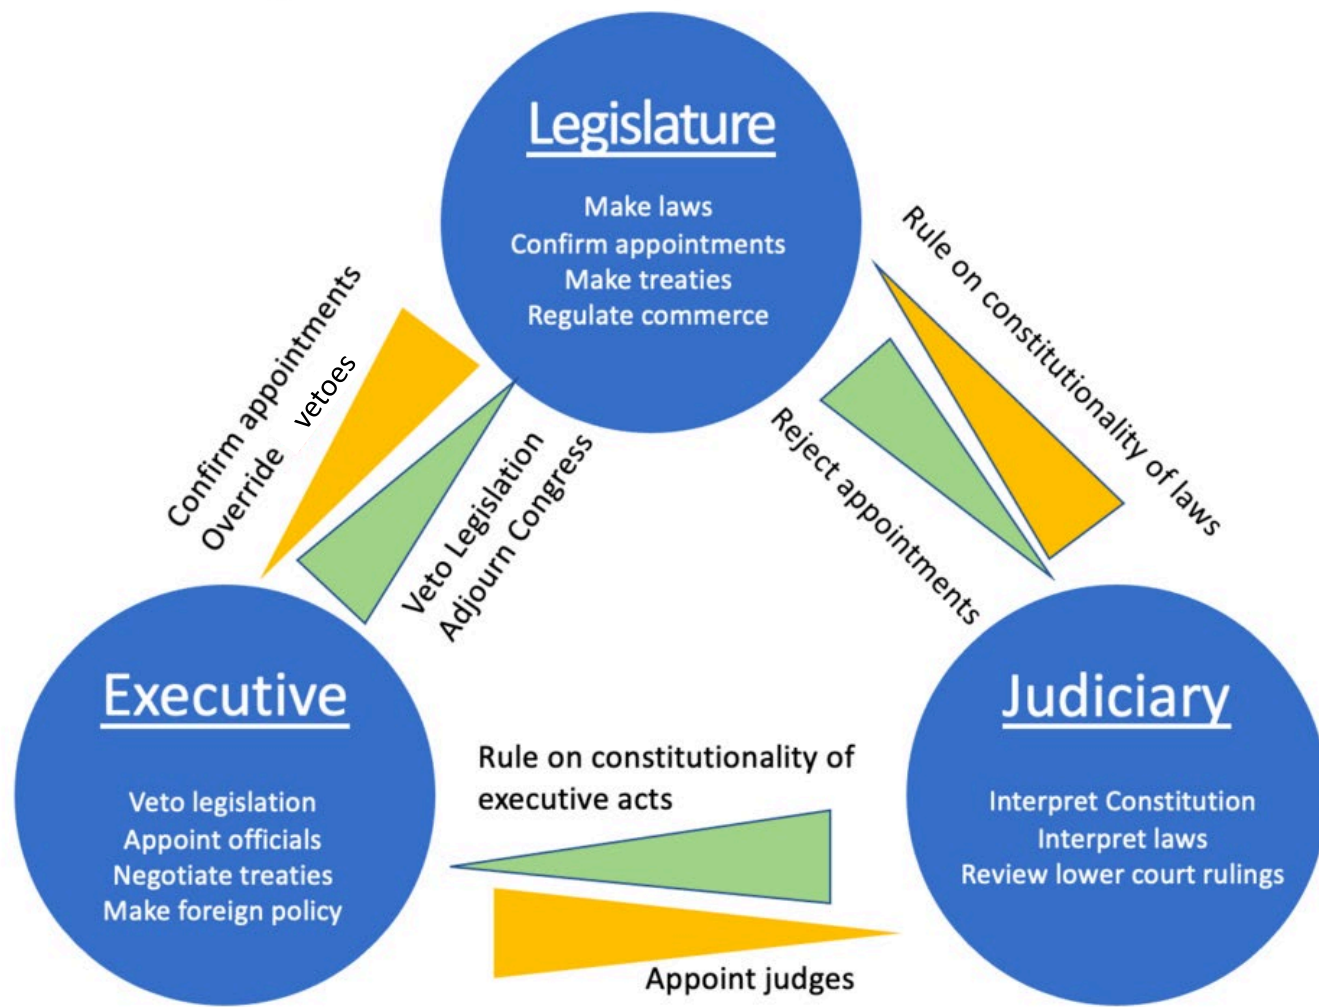 Legislature
Make laws
Confirm appointments
Make treaties
Regulate commerce
Confirm appointments
Override vetoes
Veto Legislation
Adjourn Congress
Rule on constitutionality of laws
Reject appointments
Executive
Veto legislation
Appoint officials
Negotiate treaties
Make foreign policy
Rule on constitutionality of
executive acts
Appoint judges
Judiciary
Interpret Constitution
Interpret laws
Review lower court rulings